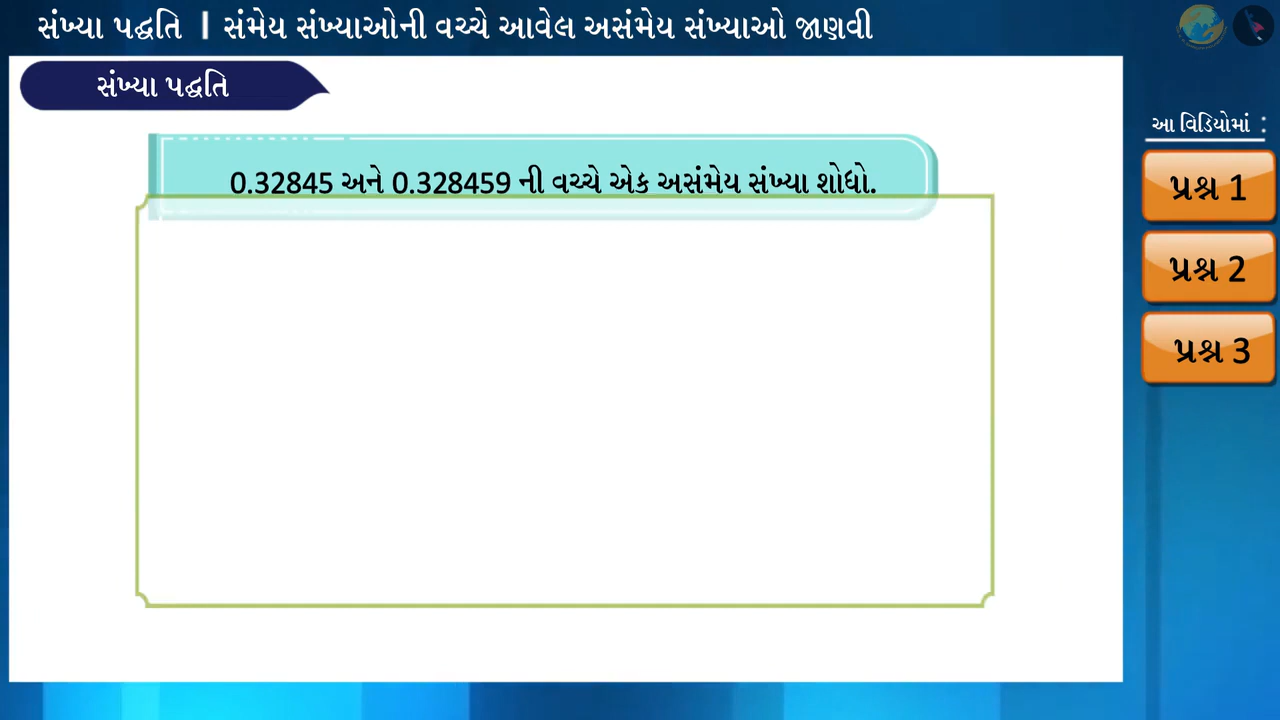 સંખ્યા પદ્ધતિ | સંમેય સંખ્યાઓની વચ્ચે આવેલ અસંમેય સંખ્યાઓ જાણવી
સંખ્યા પદ્ધતિ
0.32845 અને 0.328459 ની વચ્ચે એક અસંમેય સંખ્યા શોધો.
આ વિડિયોમાં :
પ્રશ્ન 1
પ્રશ્ન 2
પ્રશ્ન 3